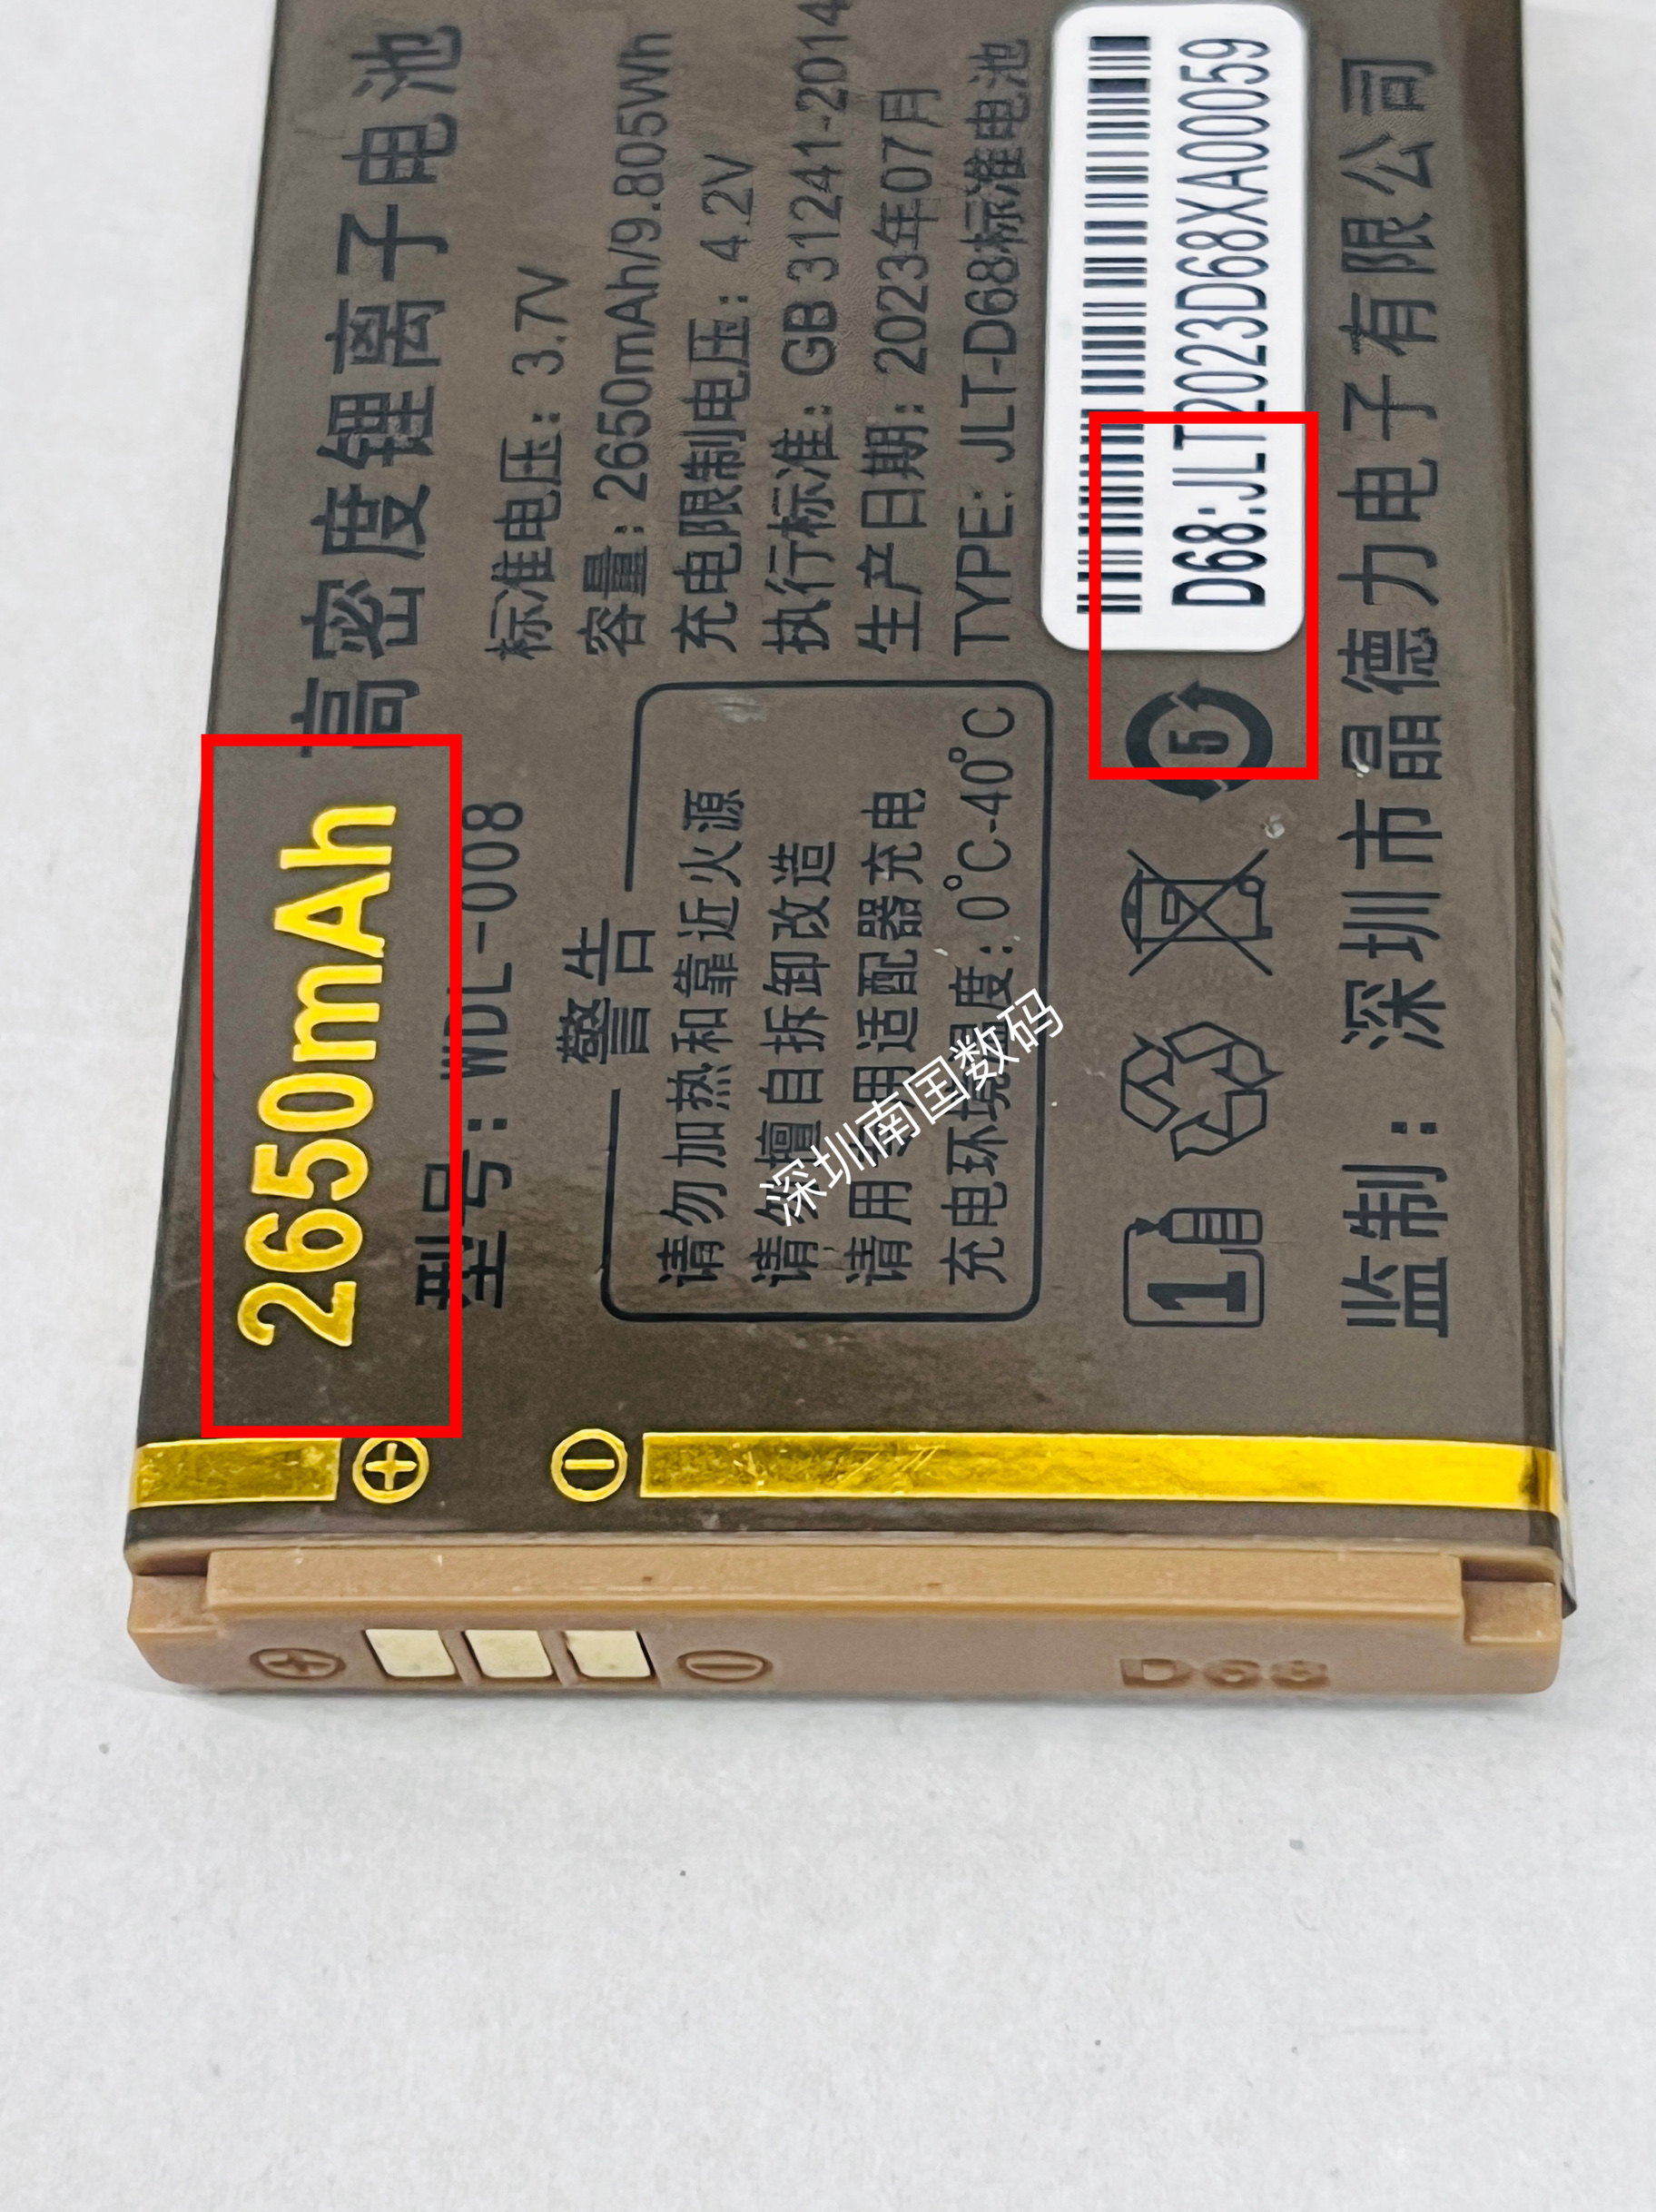 2650mAh
高密度锂离子电池
型号：WDL-008
标准电压：3.7V
容量：2650mAh/9.805Wh
充电限制电压：4.2V
执行标准：GB 31241-2014
生产日期：2023年07月
TYPE：JLT-D68标准电池
警告
请勿加热和靠近火源
请勿擅自拆卸改造
请用专用适配器充电
充电环境温度：0°C-40°C
1
5
D68:JLT2023D68XA00059
监制：深圳市晶德力电子有限公司
深圳南国数码
D68